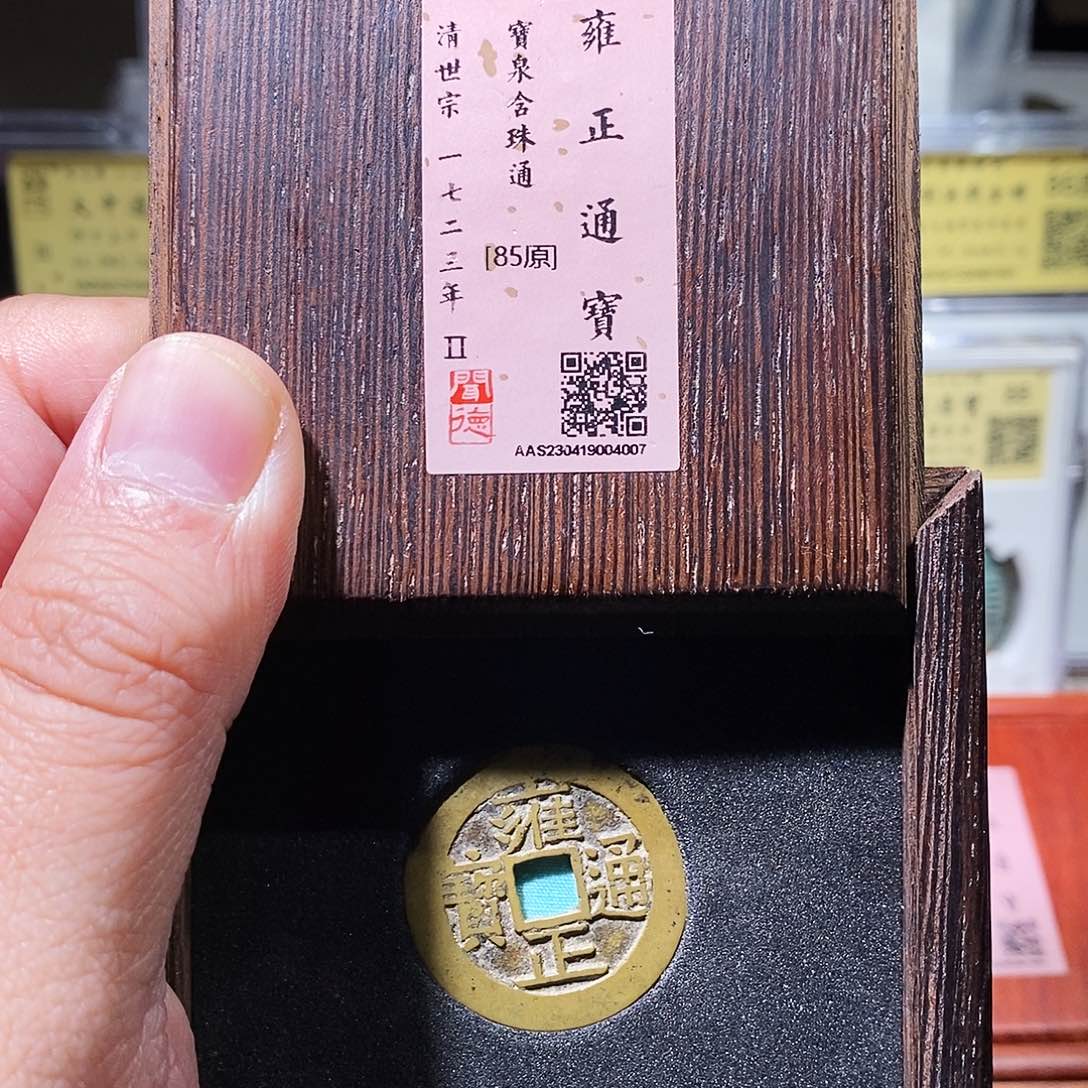 雍正通寶
寶泉含珠通
[85原]
清世宗 一七二三年 II
聞德
AAS230419004007
雍正通寶